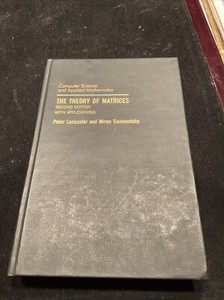 Computer Science
and Applied Mathematics
THE THEORY OF MATRICES
SECOND EDITION
WITH APPLICATIONS
Peter Lancaster and Miron Tismenetsky